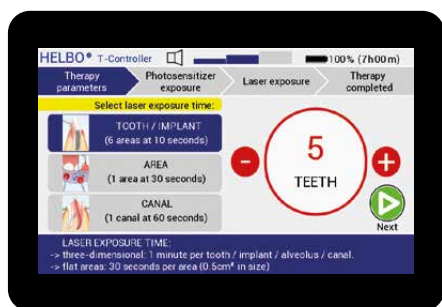 HELBO® T-Controller 100% (7h00m)
Therapy parameters
Photosensitizer exposure
Laser exposure
Therapy completed
Select laser exposure time:
TOOTH / IMPLANT
(6 areas at 10 seconds)
AREA
(1 area at 30 seconds)
CANAL
(1 canal at 60 seconds)
-
5
TEETH
+
Next
LASER EXPOSURE TIME:
-> three-dimensional: 1 minute per tooth / implant / alveolus / canal.
-> flat areas: 30 seconds per area (0.5cm² in size)